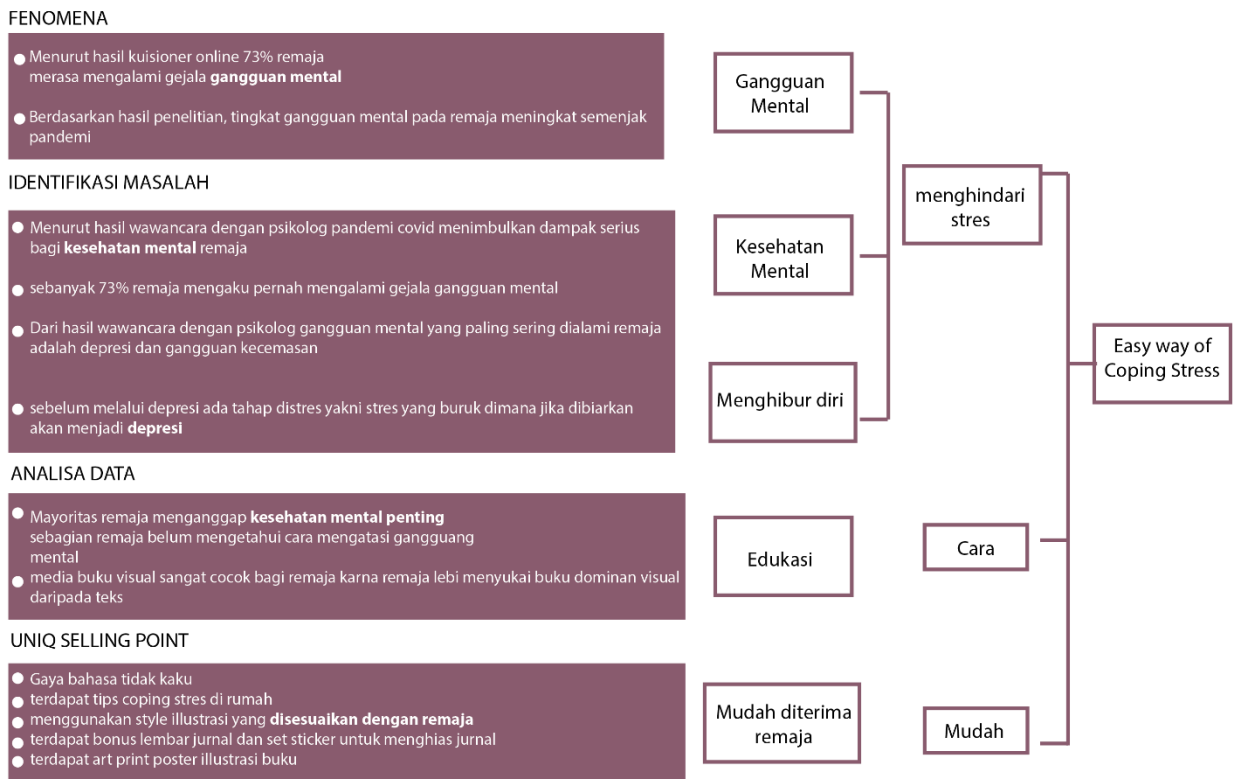 FENOMENA
Menurut hasil kuisioner online 73% remaja
merasa mengalami gejala gangguan mental
Berdasarkan hasil penelitian, tingkat gangguan mental pada remaja meningkat semenjak
pandemi
Gangguan
Mental
IDENTIFIKASI MASALAH
menghindari
stres
Menurut hasil wawancara dengan psikolog pandemi covid menimbulkan dampak serius
bagi kesehatan mental remaja
sebanyak 73% remaja mengaku pernah mengalami gejala gangguan mental
Dari hasil wawancara dengan psikolog gangguan mental yang paling sering dialami remaja
adalah depresi dan gangguan kecemasan
sebelum melalui depresi ada tahap distres yakni stres yang buruk dimana jika dibiarkan
akan menjadi depresi
Kesehatan
Mental
Menghibur diri
Easy way of
Coping Stress
ANALISA DATA
Mayoritas remaja menganggap kesehatan mental penting
sebagian remaja belum mengetahui cara mengatasi gangguang
mental
media buku visual sangat cocok bagi remaja karna remaja lebi menyukai buku dominan visual
daripada teks
Edukasi
Cara
UNIQ SELLING POINT
Gaya bahasa tidak kaku
terdapat tips coping stres di rumah
menggunakan style illustrasi yang disesuaikan dengan remaja
terdapat bonus lembar jurnal dan set sticker untuk menghias jurnal
terdapat art print poster illustrasi buku
Mudah diterima
remaja
Mudah